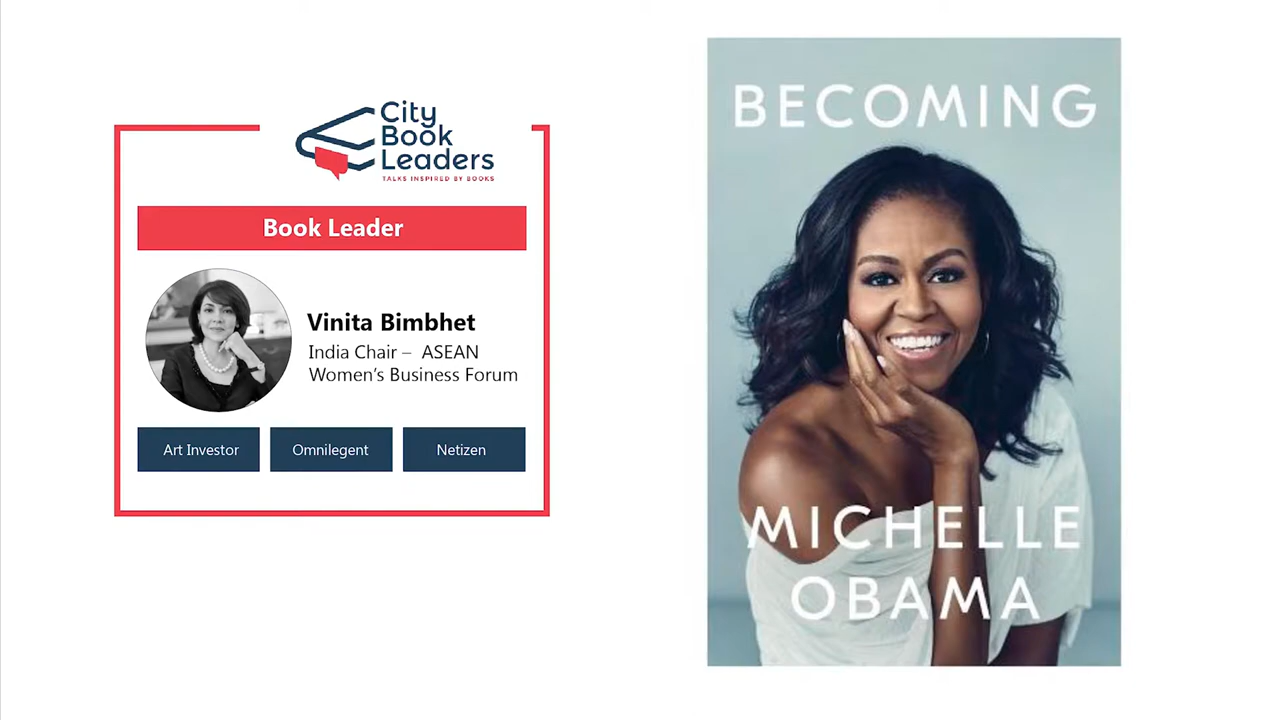 City
Book
Leaders
TALKS INSPIRED BY BOOKS
Book Leader
Vinita Bimbhet
India Chair – ASEAN
Women's Business Forum
Art Investor
Omnilegent
Netizen
BECOMING
MICHELLE
OBAMA